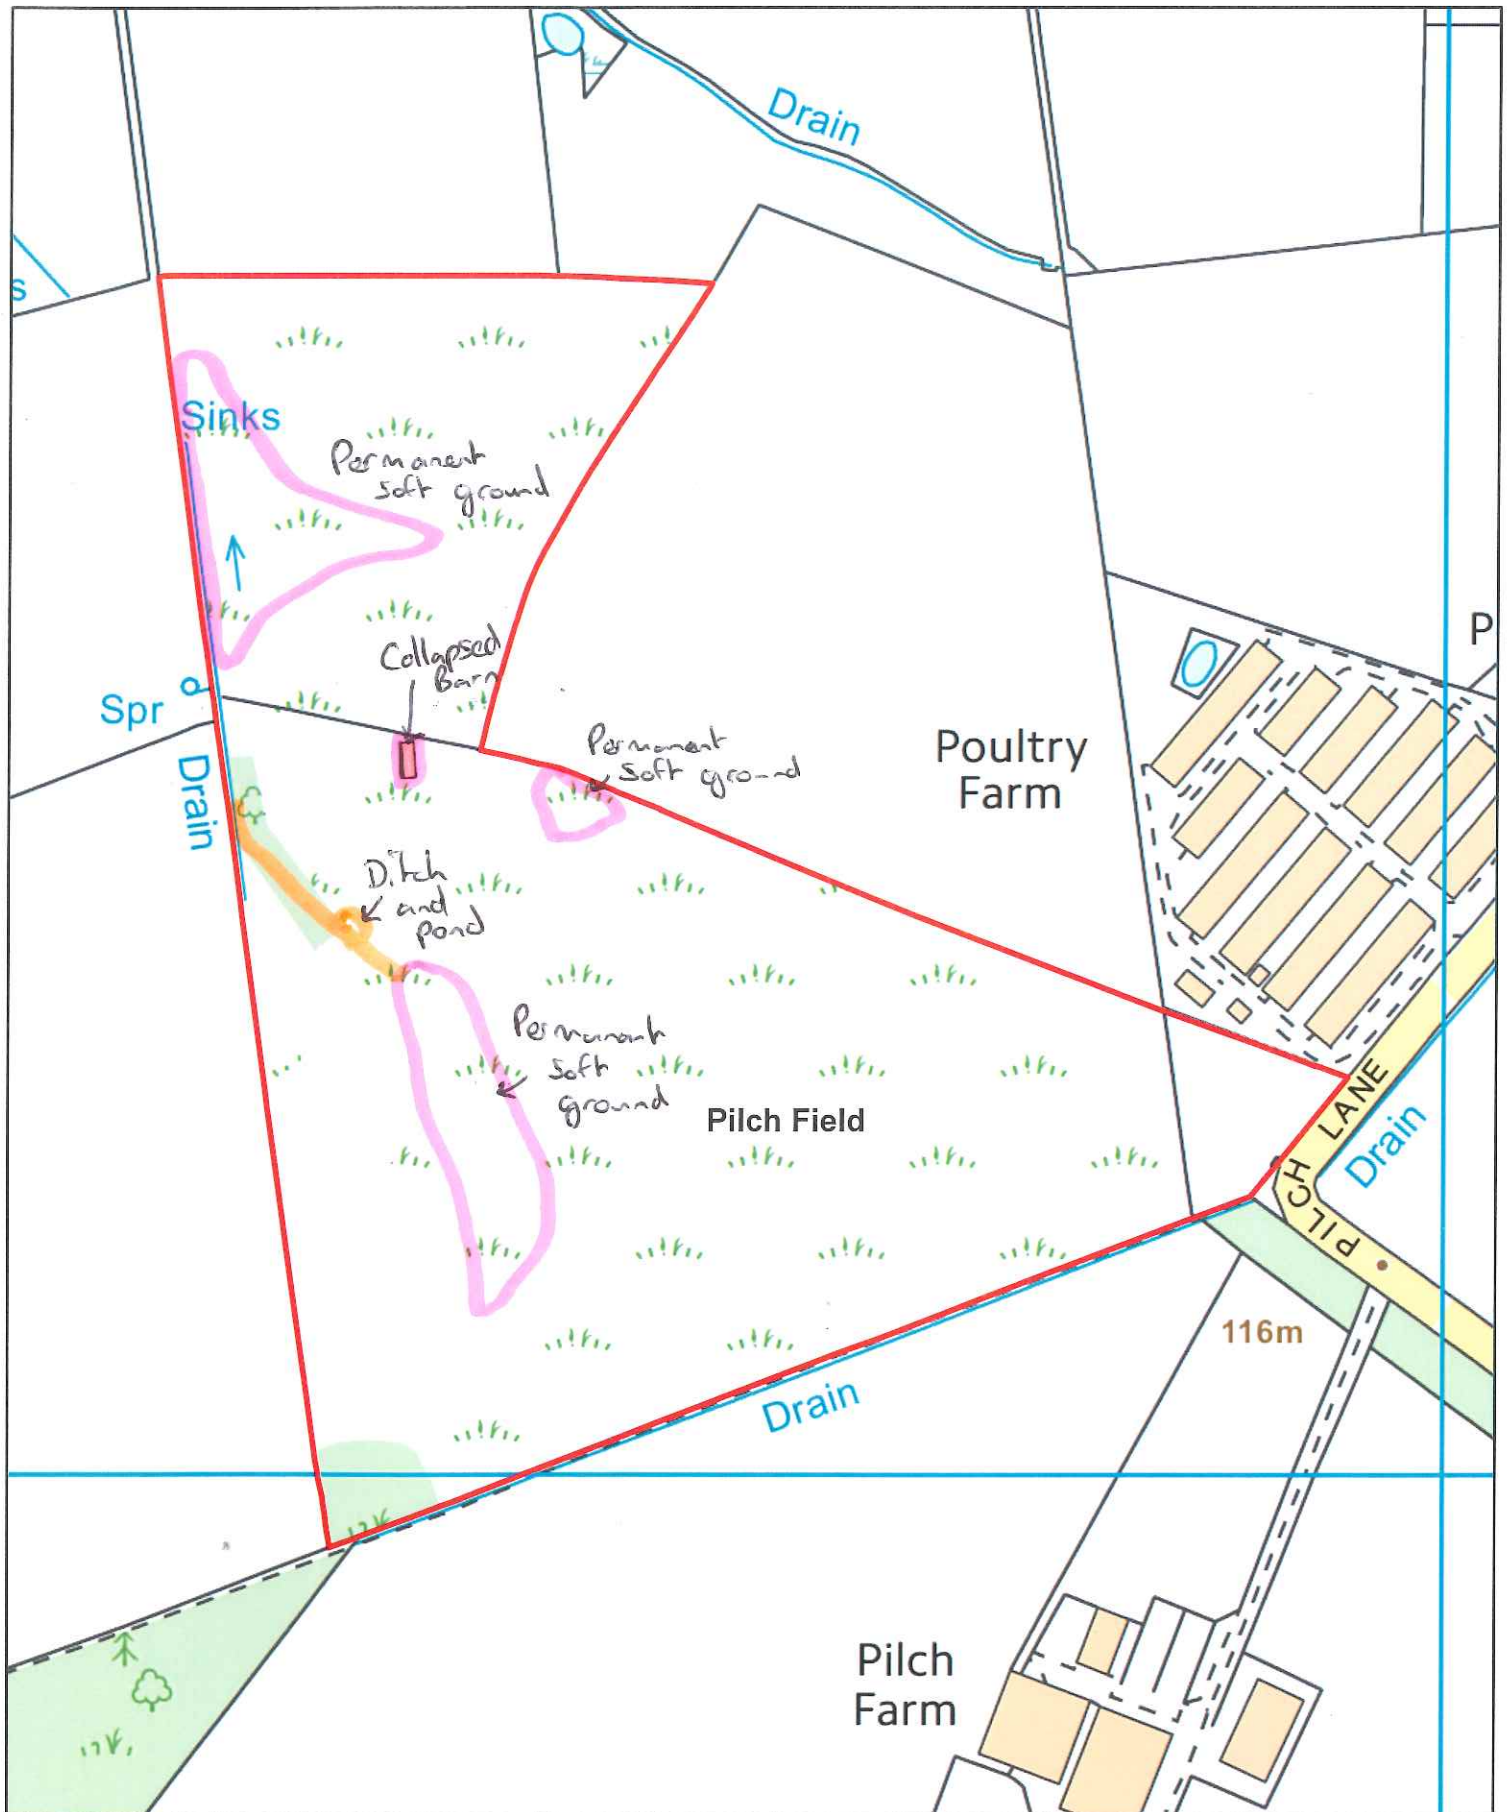 Drain
s
Sinks
Permanent
soft ground
Collapsed
Barn
P
Spr
Drain
Permanent
soft ground
Poultry
Farm
Ditch
and
pond
Permanant
soft
ground
Pilch Field
PILCH LANE
Drain
116m
Drain
Pilch
Farm